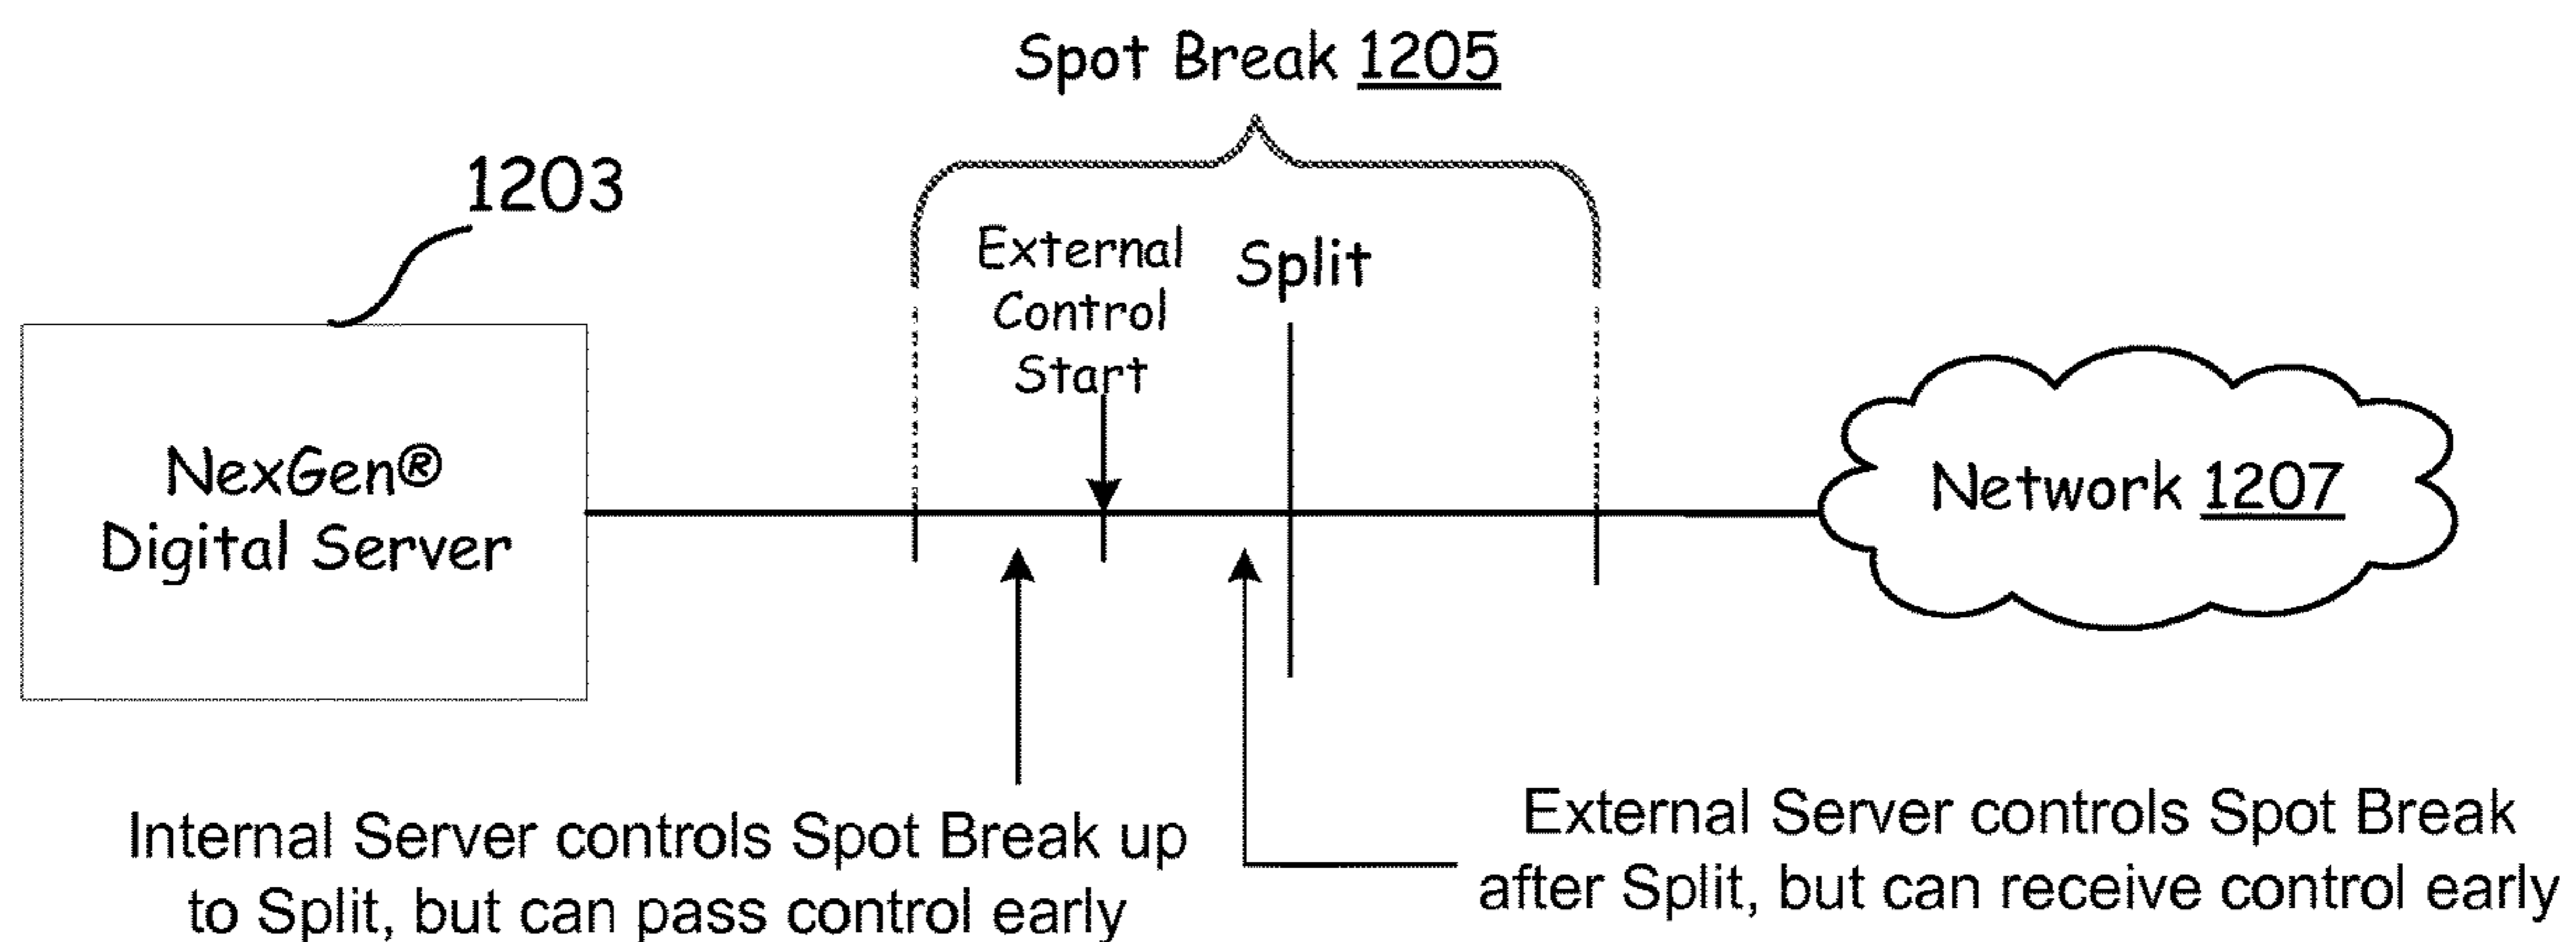 Spot Break 1205
1203
External
Control
Start
Split
NexGen®
Digital Server
Network 1207
Internal Server controls Spot Break up
to Split, but can pass control early
External Server controls Spot Break
after Split, but can receive control early